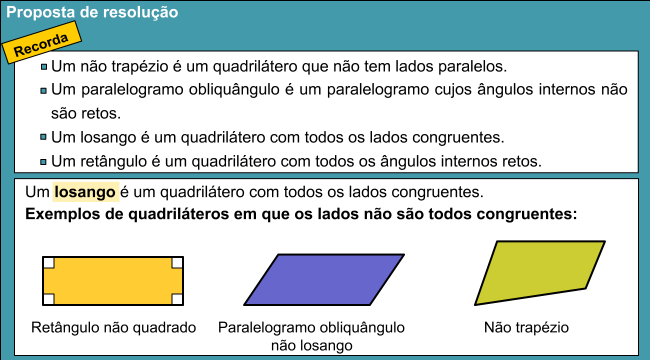 Proposta de resolução
Recorda
Um não trapézio é um quadrilátero que não tem lados paralelos.
Um paralelogramo obliquângulo é um paralelogramo cujos ângulos internos não
são retos.
Um losango é um quadrilátero com todos os lados congruentes.
Um retângulo é um quadrilátero com todos os ângulos internos retos.
Um losango é um quadrilátero com todos os lados congruentes.
Exemplos de quadriláteros em que os lados não são todos congruentes:
Retângulo não quadrado
Paralelogramo obliquângulo
não losango
Não trapézio